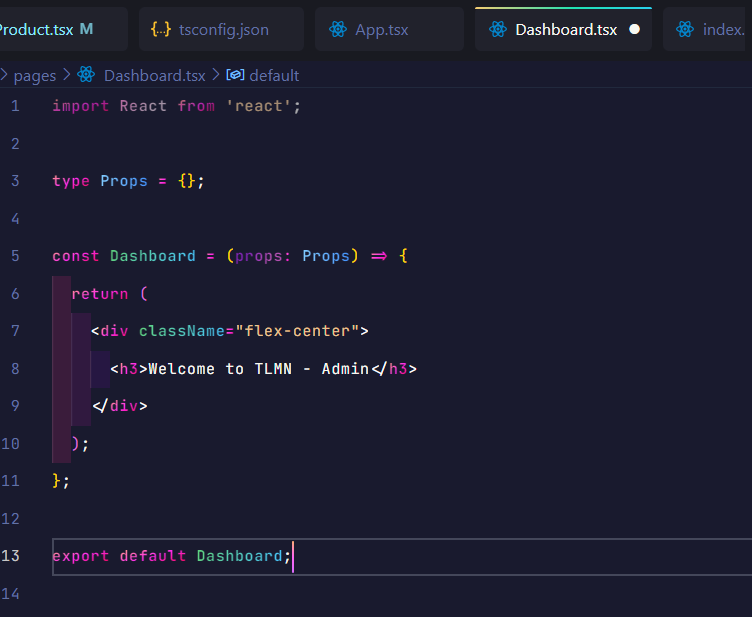 Product.tsx M
{..} tsconfig.json
App.tsx
Dashboard.tsx
index.
pages > Dashboard.tsx > default
1 import React from 'react';
2
3 type Props = {};
4
5 const Dashboard = (props: Props) => {
6 return (
7 <div className="flex-center">
8 <h3>Welcome to TLMN - Admin</h3>
9 </div>
10 );
11 };
12
13 export default Dashboard;
14